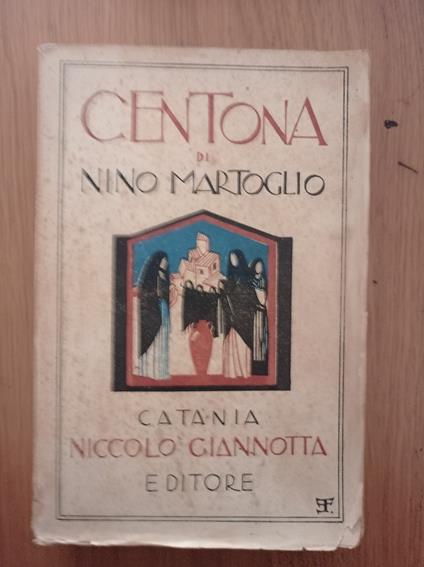 CENTONA
DI
NINO MARTOGLIO
CATANIA
NICCOLO GIANNOTTA
EDITORE